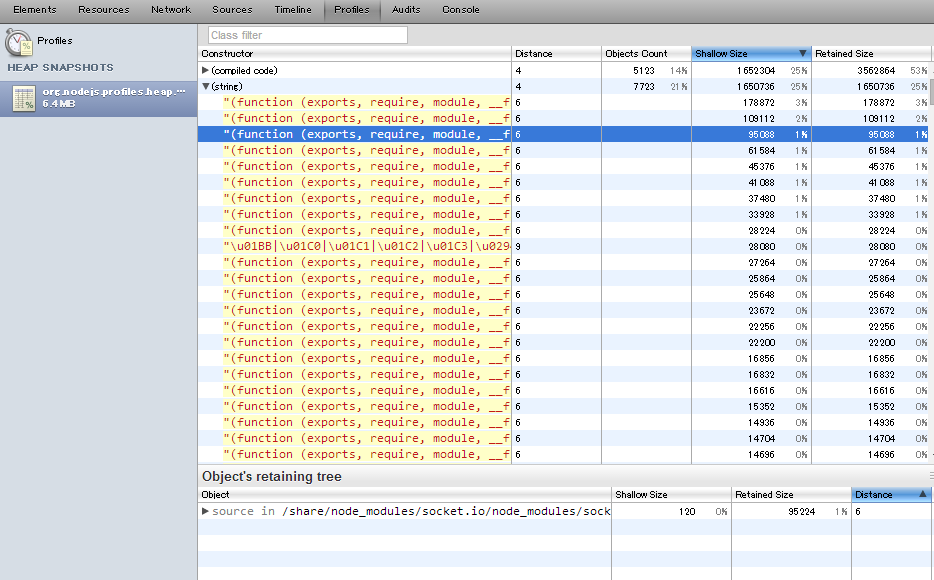 Elements Resources Network Sources Timeline Profiles Audits Console
Profiles
HEAP SNAPSHOTS
org.nodejs.profiles.heap.···
6.4MB
Class filter
Constructor Distance Objects Count Shallow Size ▼ Retained Size
▶(compiled code) 4 5123 14% 1652304 25% 3562864 53%
▼(string) 4 7723 21% 1650736 25% 1650736 25%
"(function (exports, require, module, __f 6 178872 3% 178872 3%
"(function (exports, require, module, __f 6 109112 2% 109112 2%
"(function (exports, require, module, __f 6 95088 1% 95088 1%
"(function (exports, require, module, __f 6 61584 1% 61584 1%
"(function (exports, require, module, __f 6 45376 1% 45376 1%
"(function (exports, require, module, __f 6 41088 1% 41088 1%
"(function (exports, require, module, __f 6 37480 1% 37480 1%
"(function (exports, require, module, __f 6 33928 1% 33928 1%
"(function (exports, require, module, __f 6 28224 0% 28224 0%
"\u01BB|\u01C0|\u01C1|\u01C2|\u01C3|\u029 9 28080 0% 28080 0%
"(function (exports, require, module, __f 6 27264 0% 27264 0%
"(function (exports, require, module, __f 6 25864 0% 25864 0%
"(function (exports, require, module, __f 6 25648 0% 25648 0%
"(function (exports, require, module, __f 6 23672 0% 23672 0%
"(function (exports, require, module, __f 6 22256 0% 22256 0%
"(function (exports, require, module, __f 6 22200 0% 22200 0%
"(function (exports, require, module, __f 6 16856 0% 16856 0%
"(function (exports, require, module, __f 6 16832 0% 16832 0%
"(function (exports, require, module, __f 6 16616 0% 16616 0%
"(function (exports, require, module, __f 6 15352 0% 15352 0%
"(function (exports, require, module, __f 6 14936 0% 14936 0%
"(function (exports, require, module, __f 6 14704 0% 14704 0%
"(function (exports, require, module, __f 6 14696 0% 14696 0%
Object's retaining tree
Object Shallow Size Retained Size Distance ▲
▶source in /share/node_modules/socket.io/node_modules/sock 120 0% 95224 1% 6